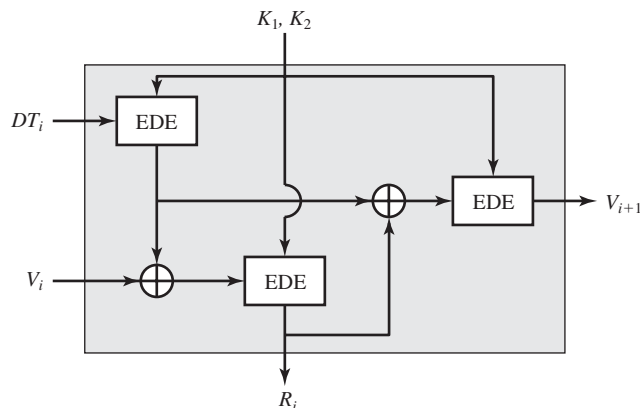 K₁, K₂
DTᵢ
EDE
EDE
Vᵢ₊₁
Vᵢ
EDE
Rᵢ